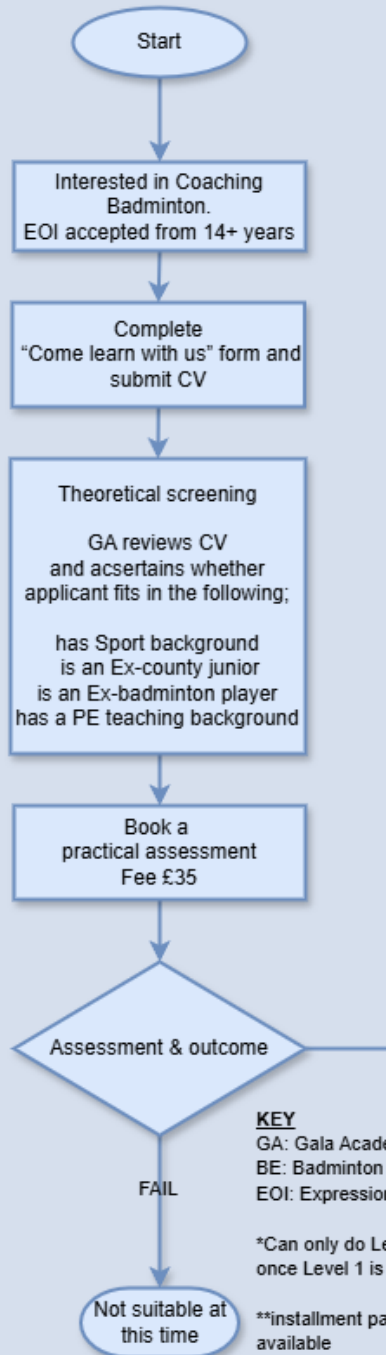 Start
Interested in Coaching
Badminton.
EOI accepted from 14+ years
Complete
“Come learn with us” form and
submit CV
Theoretical screening
GA reviews CV
and acsertains whether
applicant fits in the following;
has Sport background
is an Ex-county junior
is an Ex-badminton player
has a PE teaching background
Book a
practical assessment
Fee £35
Assessment & outcome
FAIL
Not suitable at
this time
KEY
GA: Gala
BE: Badminton
EOI:
*Can only do
once Level 1 is
**installment
available